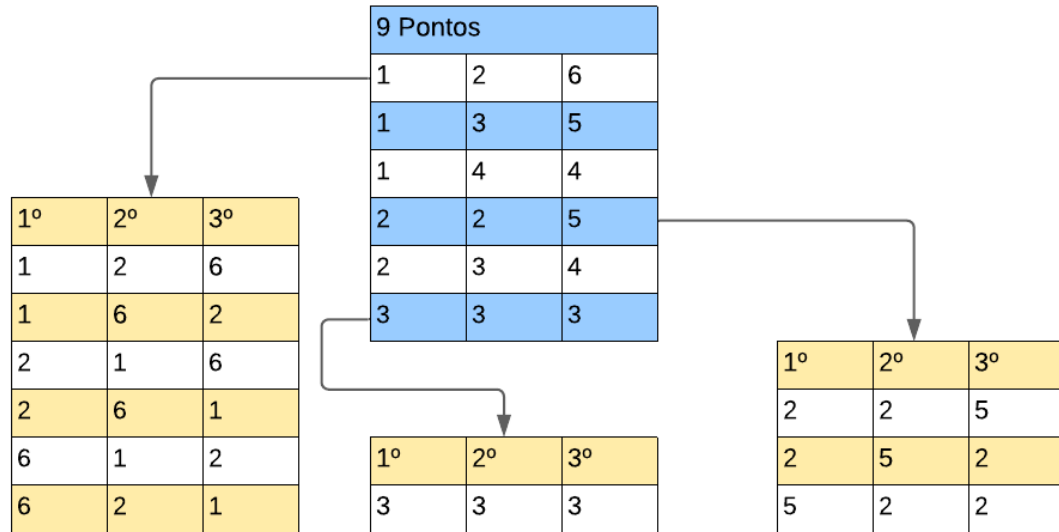 9 Pontos
1 2 6
1 3 5
1 4 4
2 2 5
2 3 4
3 3 3
1º 2º 3º
1 2 6
1 6 2
2 1 6
2 6 1
6 1 2
6 2 1
1º 2º 3º
3 3 3
1º 2º 3º
2 2 5
2 5 2
5 2 2